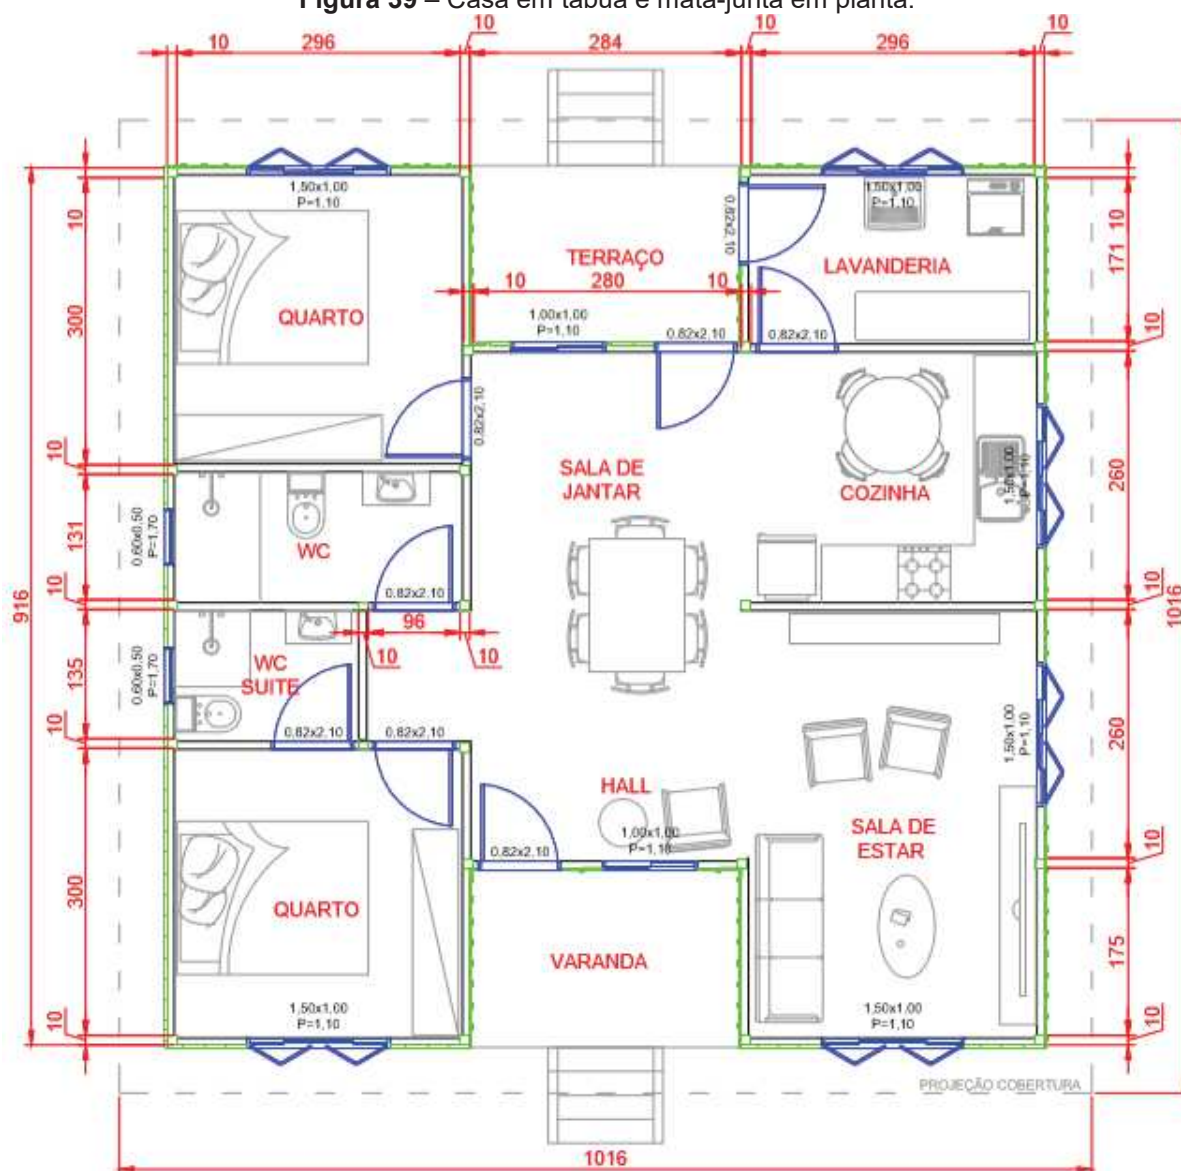 Figura 39 – Casa em tábua e mata-junta em planta.
10 296 10 284 10 296 10
1,50x1,00
P=1,10
1,50x1,00
P=1,10
10
10
171
0,82x2,10
TERRAÇO
LAVANDERIA
10 280 10
300
QUARTO
1,00x1,00
P=1,10
0,82x2,10
0,82x2,10
10
0,82x2,10
10
SALA DE
JANTAR
COZINHA
1,50x1,00
P=1,10
260
131
0,60x0,50
P=1,70
WC
0,82x2,10
10
10
916
1016
96
10
10
135
0,60x0,50
P=1,70
WC
SUITE
0,82x2,10
0,82x2,10
10
1,50x1,00
P=1,10
260
HALL
1,00x1,00
P=1,10
0,82x2,10
SALA DE
ESTAR
10
300
QUARTO
VARANDA
175
1,50x1,00
P=1,10
1,50x1,00
P=1,10
10
10
PROJEÇÃO COBERTURA
1016